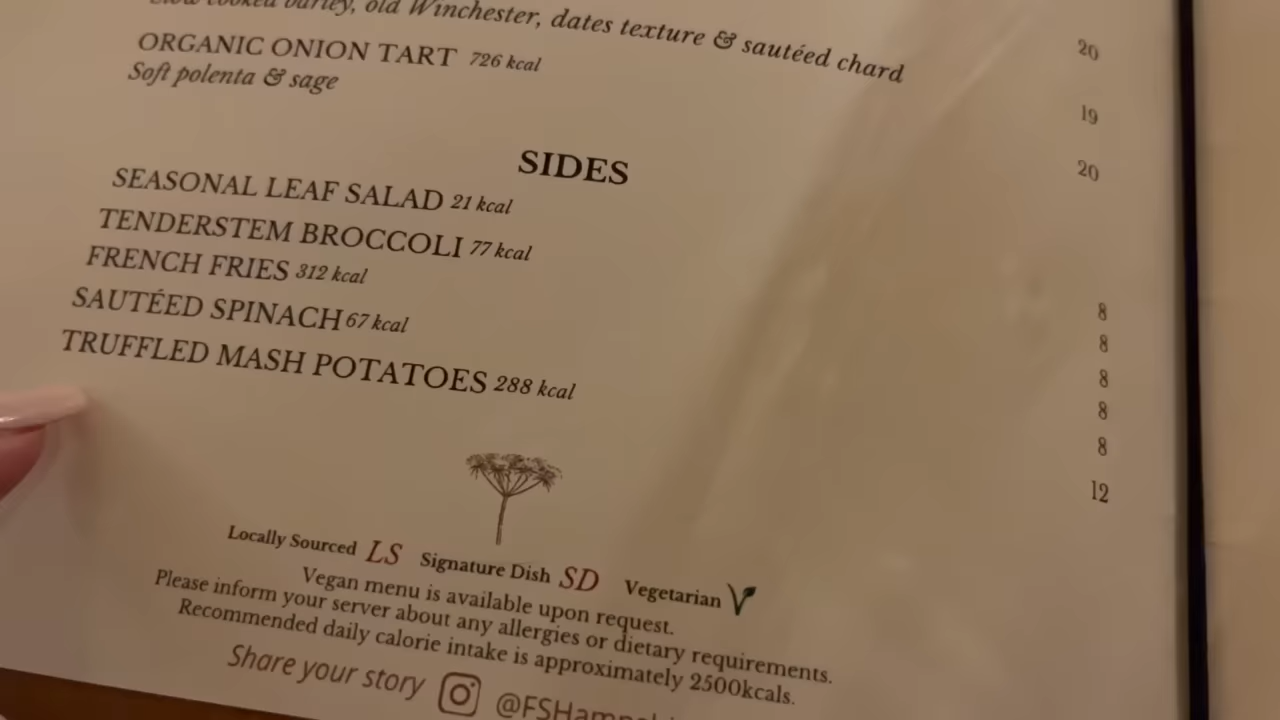 Slow cooked barley, old Winchester, dates texture & sautéed chard 20
ORGANIC ONION TART 726 kcal 19
Soft polenta & sage
20
SIDES
SEASONAL LEAF SALAD 21 kcal 8
TENDERSTEM BROCCOLI 77 kcal 8
FRENCH FRIES 312 kcal 8
SAUTÉED SPINACH 67 kcal 8
TRUFFLED MASH POTATOES 288 kcal 8
12
Locally Sourced LS Signature Dish SD Vegetarian V
Vegan menu is available upon request.
Please inform your server about any allergies or dietary requirements.
Recommended daily calorie intake is approximately 2500kcals.
Share your story